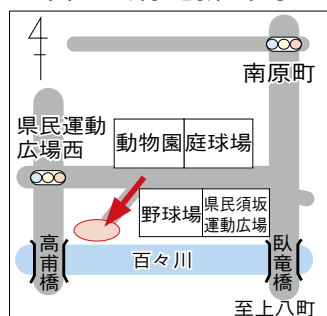 南原町
県民運動
広場西
動物園
庭球場
野球場
県民須坂
運動広場
高甫橋
百々川
臥竜橋
至上八町